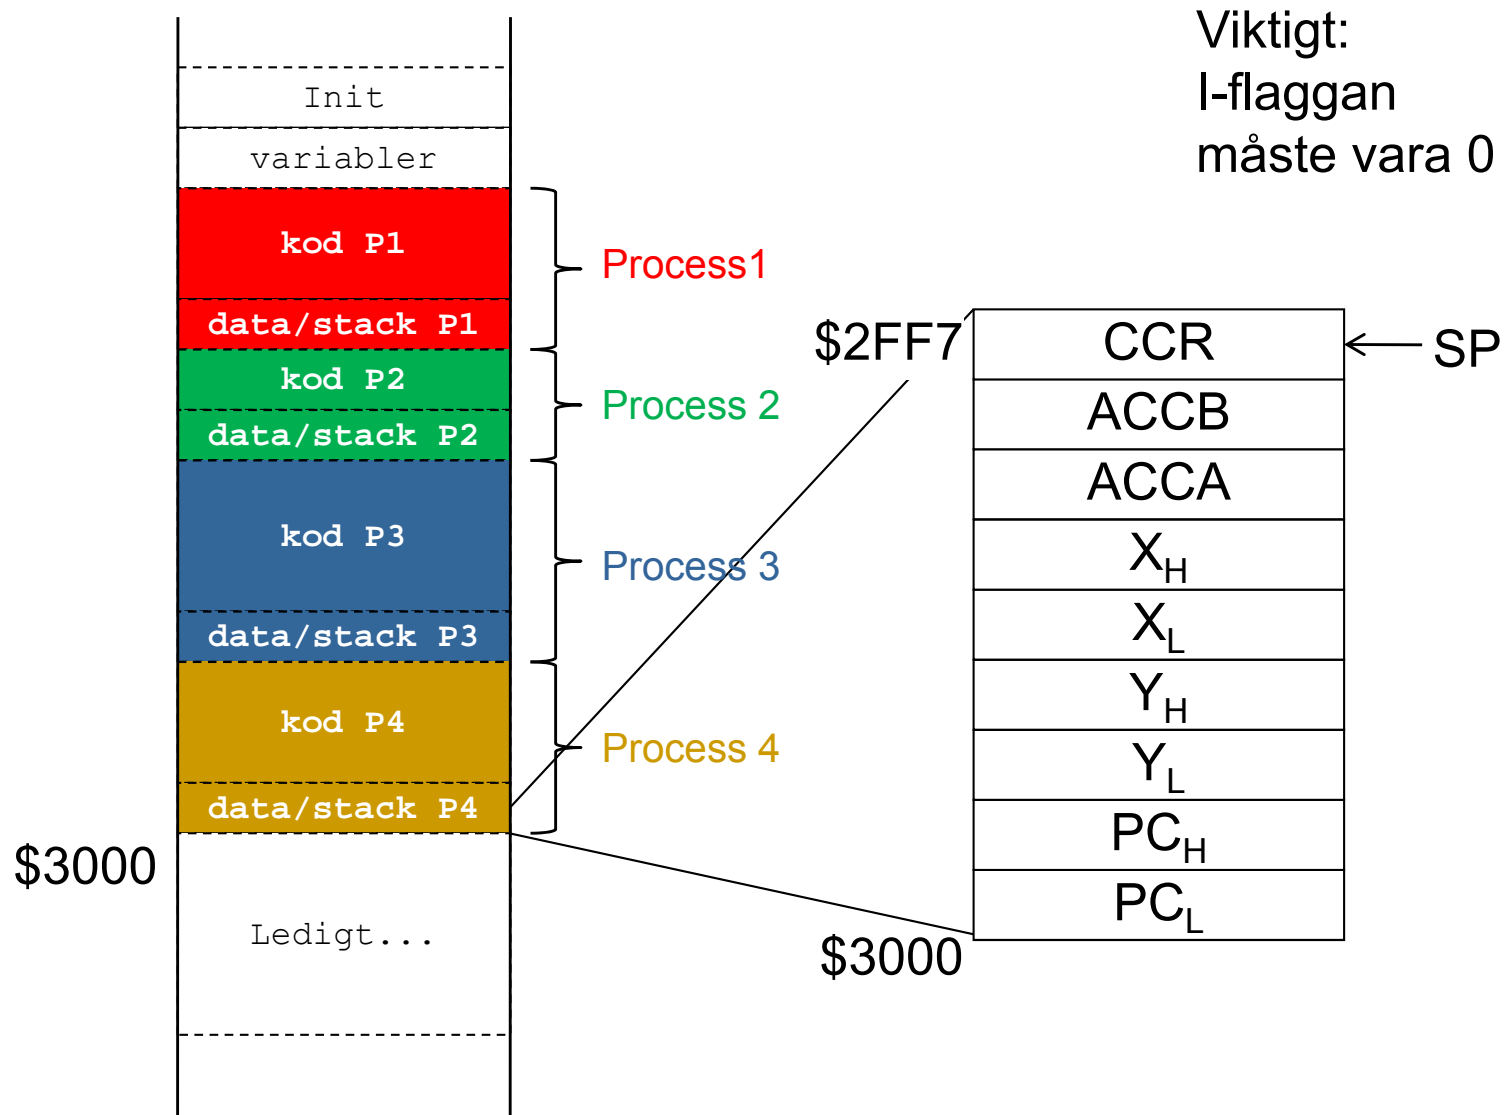 Viktigt:
I-flaggan
måste vara 0
Init
variabler
kod P1
data/stack P1
kod P2
data/stack P2
kod P3
data/stack P3
kod P4
data/stack P4
$3000
Ledigt...
Process1
Process 2
Process 3
Process 4
$2FF7
CCR
SP
ACCB
ACCA
XH
XL
YH
YL
PCH
PCL
$3000